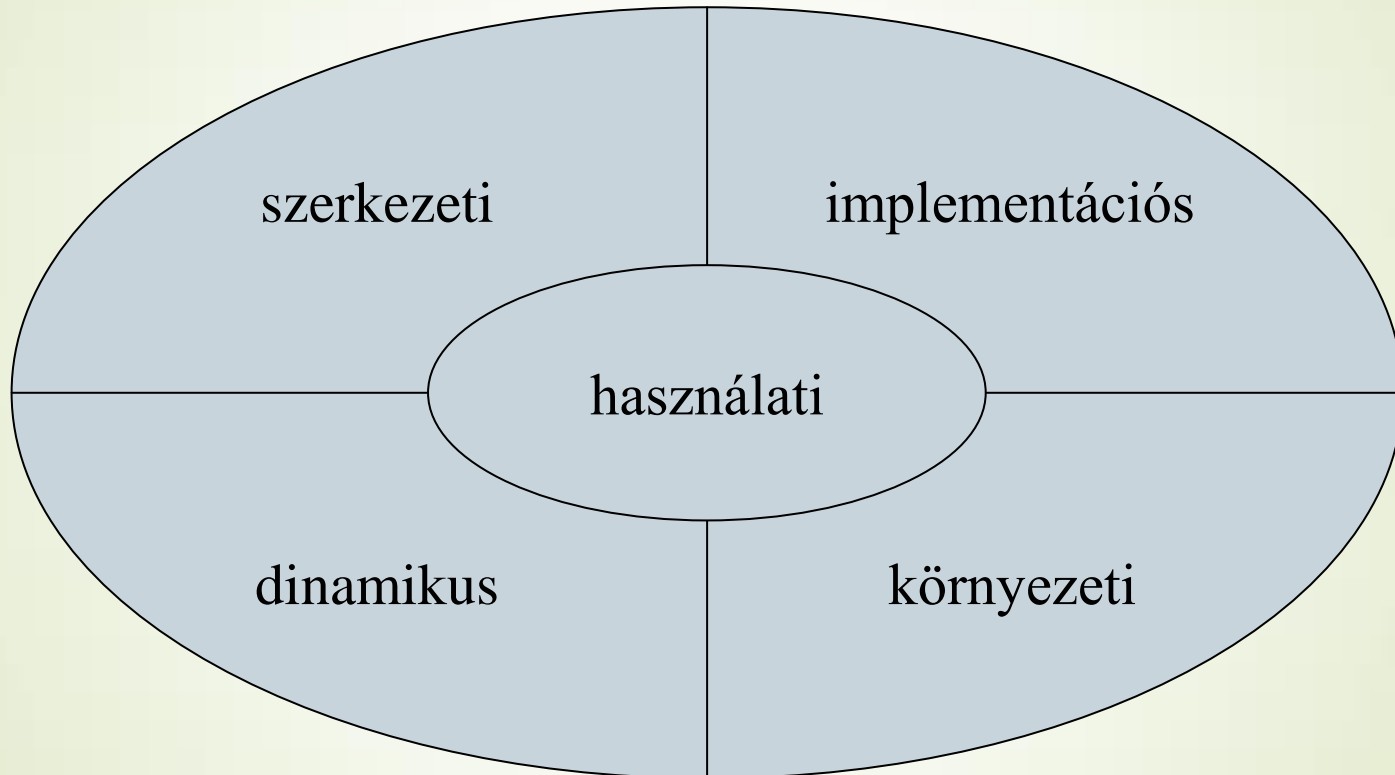 szerkezeti
implementációs
használati
dinamikus
környezeti